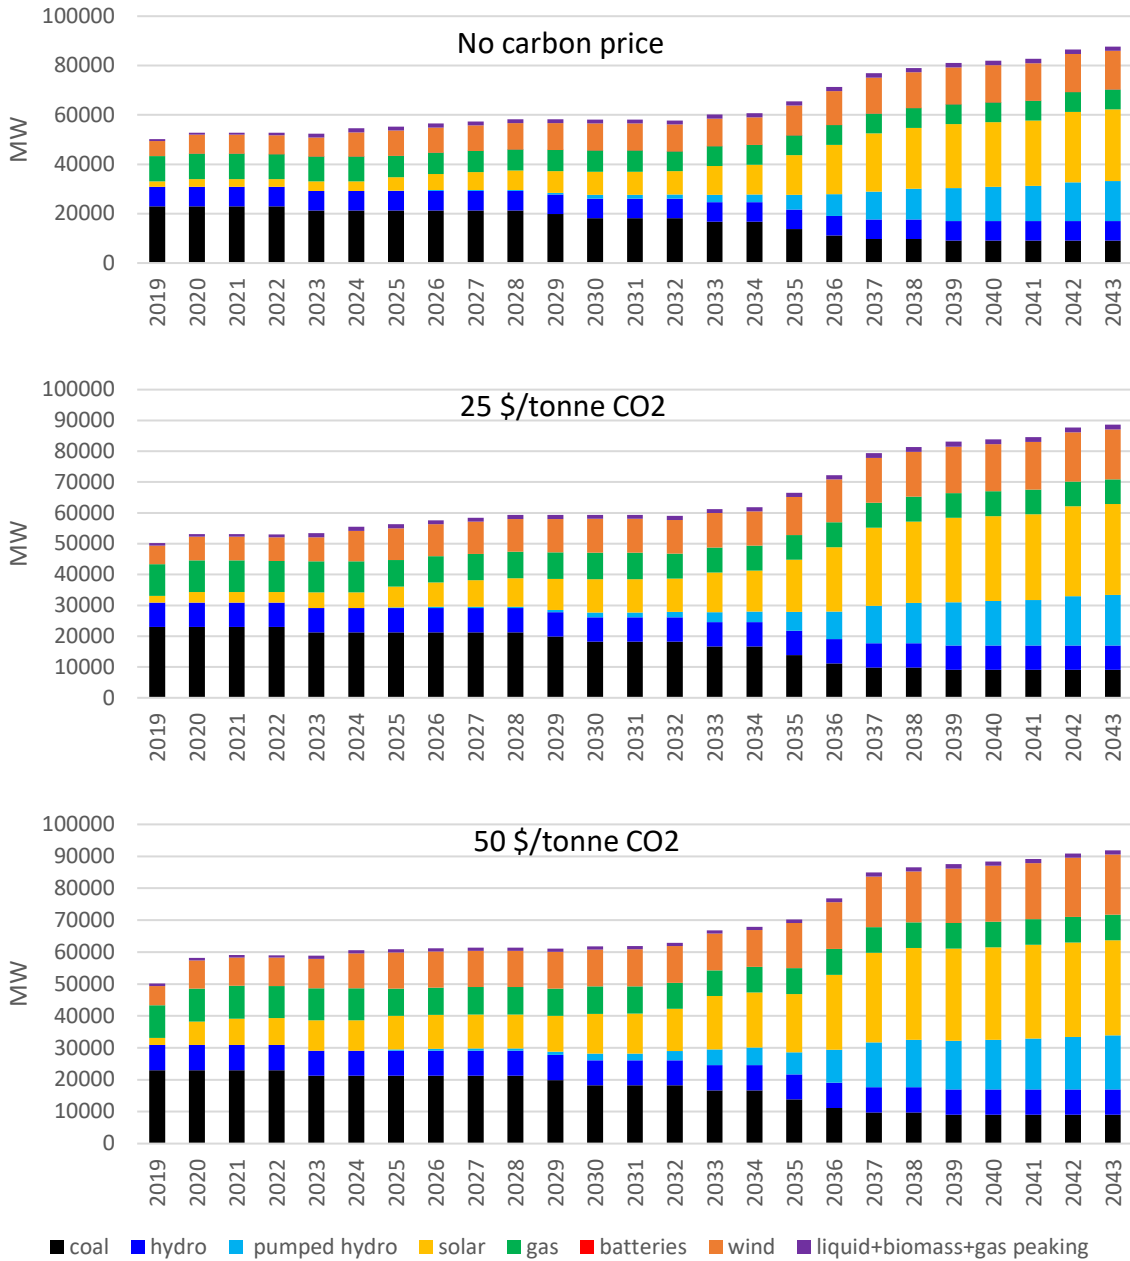 No carbon price
MW
100000
80000
60000
40000
20000
0
2019 2020 2021 2022 2023 2024 2025 2026 2027 2028 2029 2030 2031 2032 2033 2034 2035 2036 2037 2038 2039 2040 2041 2042 2043
25 $/tonne CO2
MW
100000
90000
80000
70000
60000
50000
40000
30000
20000
10000
0
2019 2020 2021 2022 2023 2024 2025 2026 2027 2028 2029 2030 2031 2032 2033 2034 2035 2036 2037 2038 2039 2040 2041 2042 2043
50 $/tonne CO2
MW
100000
90000
80000
70000
60000
50000
40000
30000
20000
10000
0
2019 2020 2021 2022 2023 2024 2025 2026 2027 2028 2029 2030 2031 2032 2033 2034 2035 2036 2037 2038 2039 2040 2041 2042 2043
coal hydro pumped hydro solar gas batteries wind liquid+biomass+gas peaking